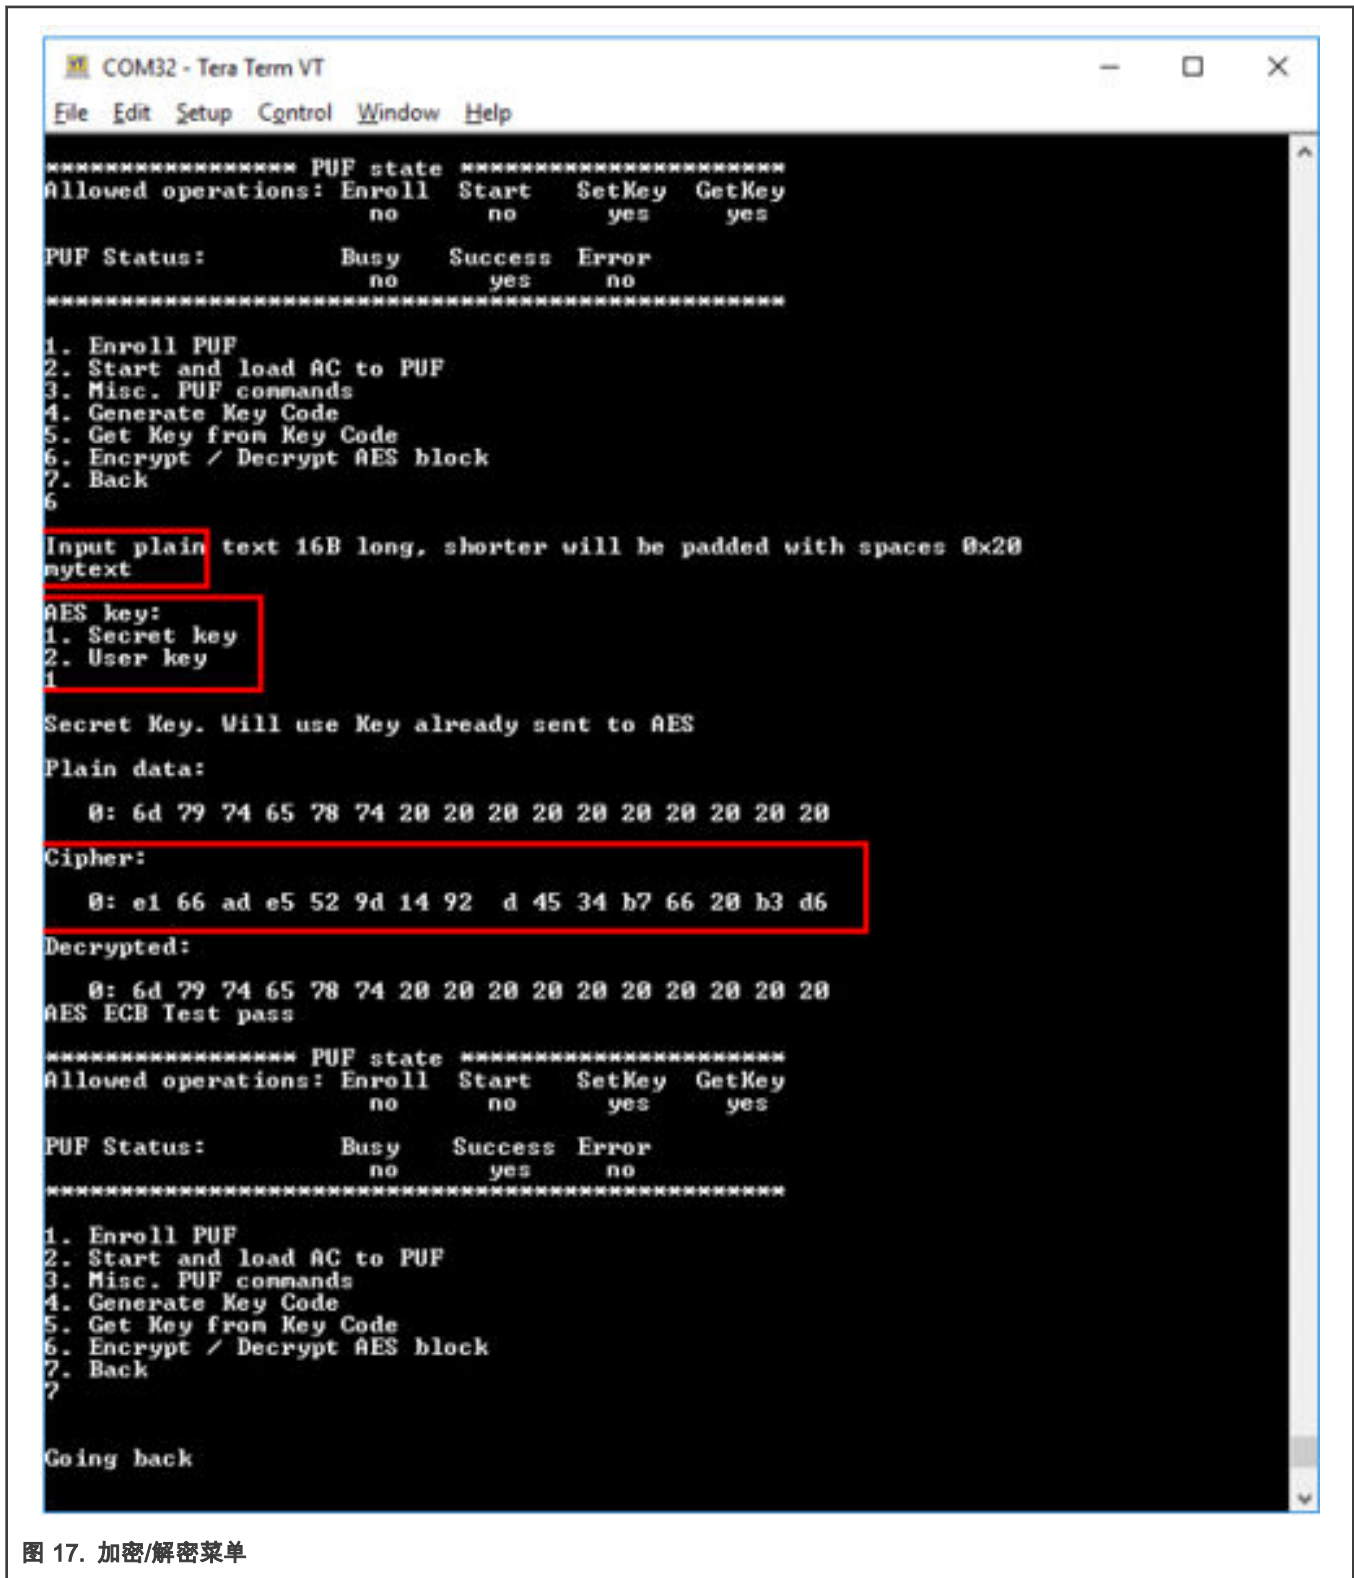 COM32 - Tera Term VT
File Edit Setup Control Window Help
***************** PUF state **********************
Allowed operations: Enroll Start SetKey GetKey
no no yes yes
PUF Status: Busy Success Error
no yes no
**************************************************
1. Enroll PUF
2. Start and load AC to PUF
3. Misc. PUF commands
4. Generate Key Code
5. Get Key from Key Code
6. Encrypt / Decrypt AES block
7. Back
6
Input plain text 16B long, shorter will be padded with spaces 0x20
mytext
AES key:
1. Secret key
2. User key
1
Secret Key. Will use Key already sent to AES
Plain data:
0: 6d 79 74 65 78 74 20 20 20 20 20 20 20 20 20 20
Cipher:
0: e1 66 ad e5 52 9d 14 92 d 45 34 b7 66 20 b3 d6
Decrypted:
0: 6d 79 74 65 78 74 20 20 20 20 20 20 20 20 20 20
AES ECB Test pass
***************** PUF state **********************
Allowed operations: Enroll Start SetKey GetKey
no no yes yes
PUF Status: Busy Success Error
no yes no
**************************************************
1. Enroll PUF
2. Start and load AC to PUF
3. Misc. PUF commands
4. Generate Key Code
5. Get Key from Key Code
6. Encrypt / Decrypt AES block
7. Back
7
Going back
图 17. 加密/解密菜单